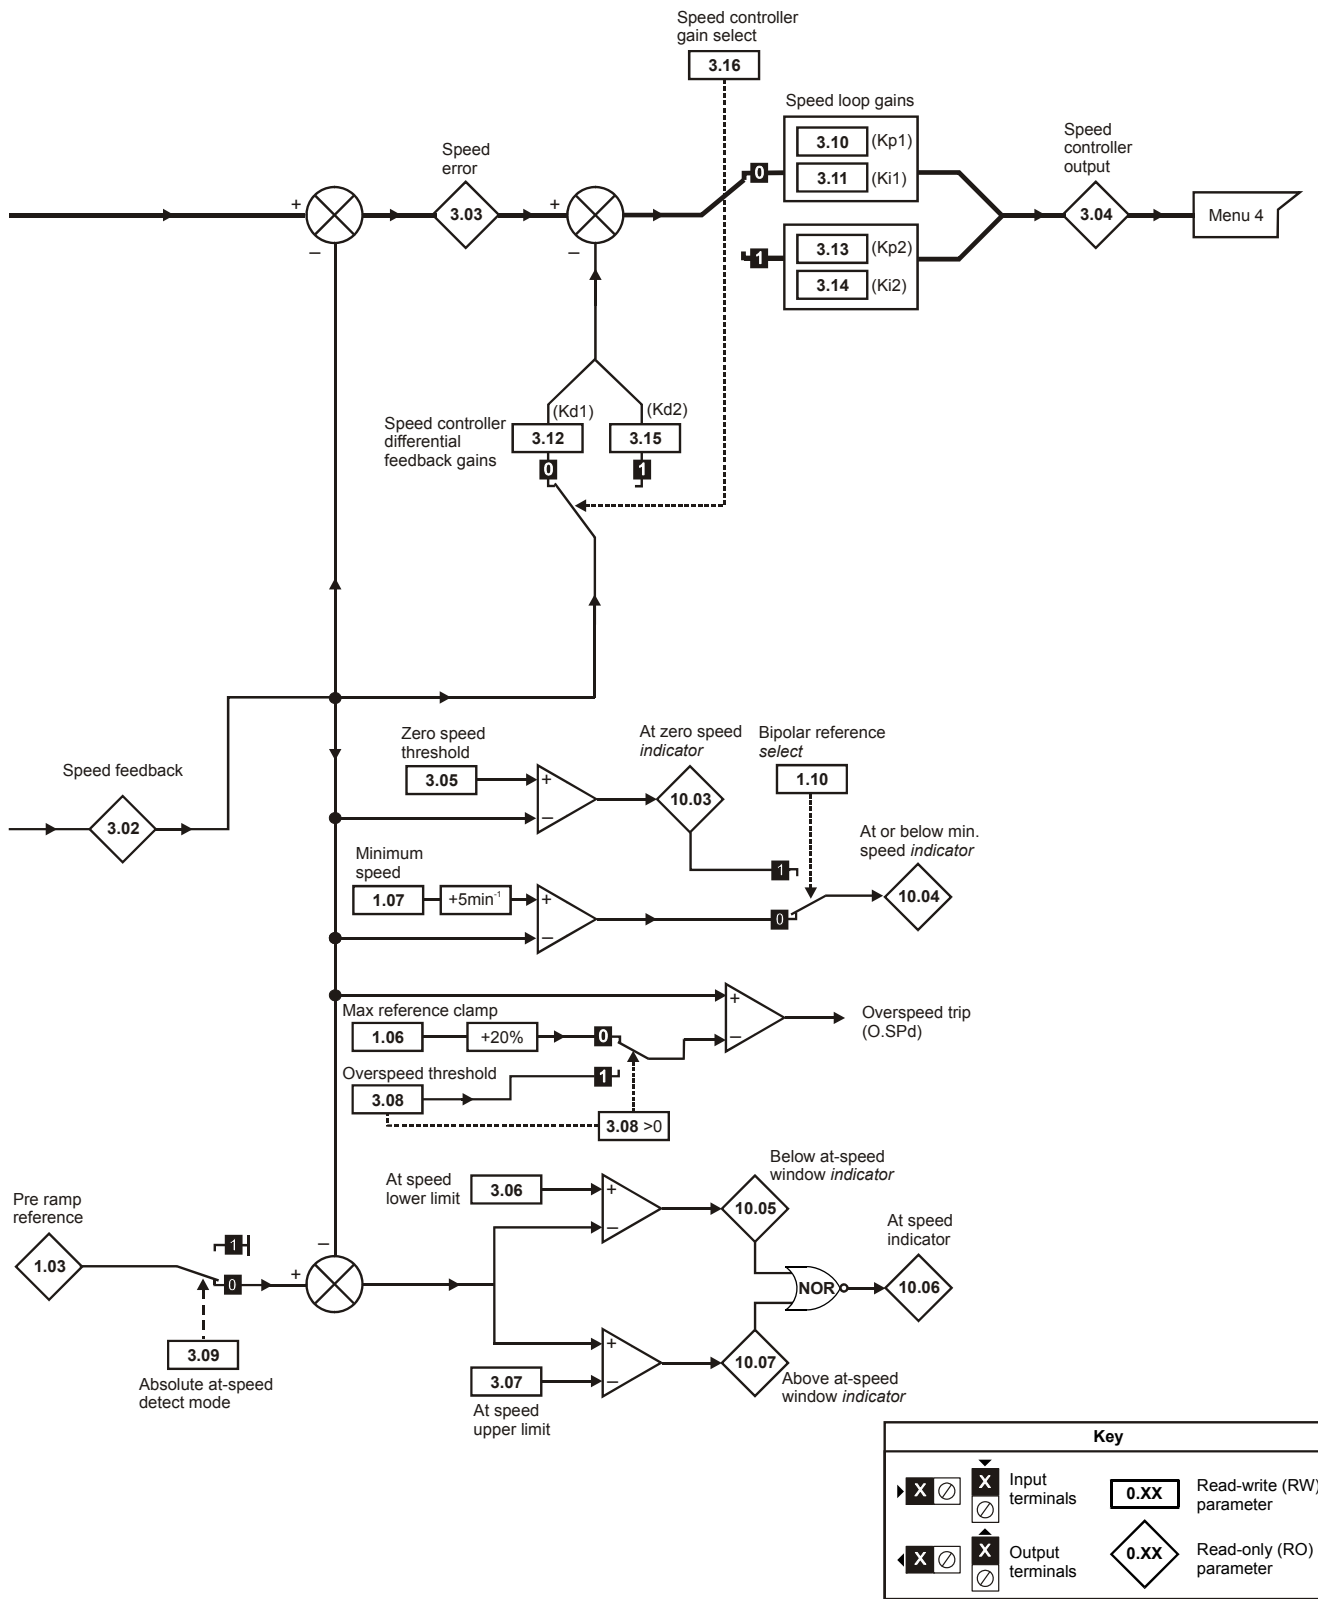 Speed controller
gain select
3.16
Speed loop gains
3.10 (Kp1)
3.11 (Ki1)
3.13 (Kp2)
3.14 (Ki2)
0
1
Speed
controller
output
3.04
Menu 4
Speed
error
3.03
+
–
+
–
(Kd1)
(Kd2)
Speed controller
differential
feedback gains
3.12
3.15
0
1
Speed feedback
3.02
Zero speed
threshold
3.05
+
–
At zero speed
indicator
10.03
Bipolar reference
select
1.10
1
0
At or below min.
speed indicator
10.04
Minimum
speed
1.07
+5min-1
+
–
Max reference clamp
1.06
+20%
0
Overspeed threshold
3.08
1
3.08 >0
+
–
Overspeed trip
(O.SPd)
Pre ramp
reference
1.03
1
0
3.09
Absolute at-speed
detect mode
–
+
At speed
lower limit
3.06
+
–
Below at-speed
window indicator
10.05
NOR
At speed
indicator
10.06
+
–
3.07
At speed
upper limit
10.07
Above at-speed
window indicator
Key
X
X
Input
terminals
0.XX
Read-write (RW)
parameter
X
X
Output
terminals
0.XX
Read-only (RO)
parameter